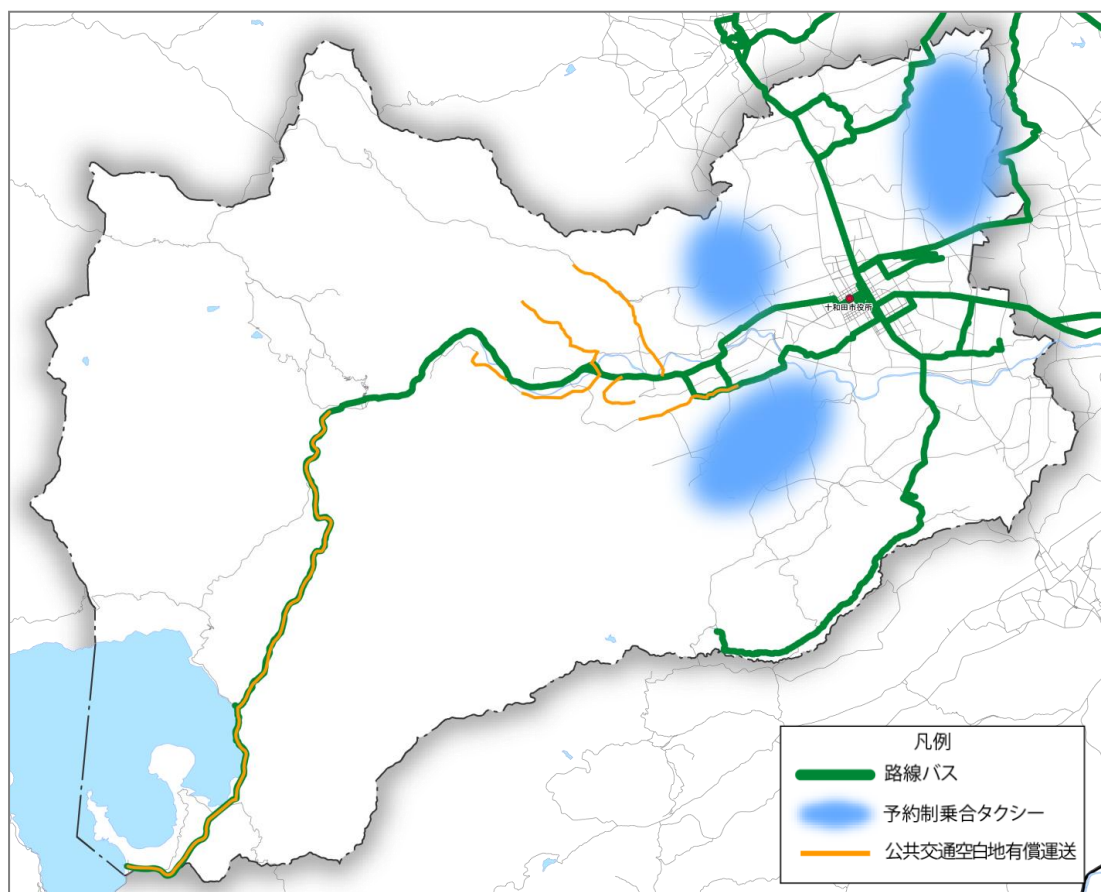 十和田市役所
凡例
路線バス
予約制乗合タクシー
公共交通空白地有償運送